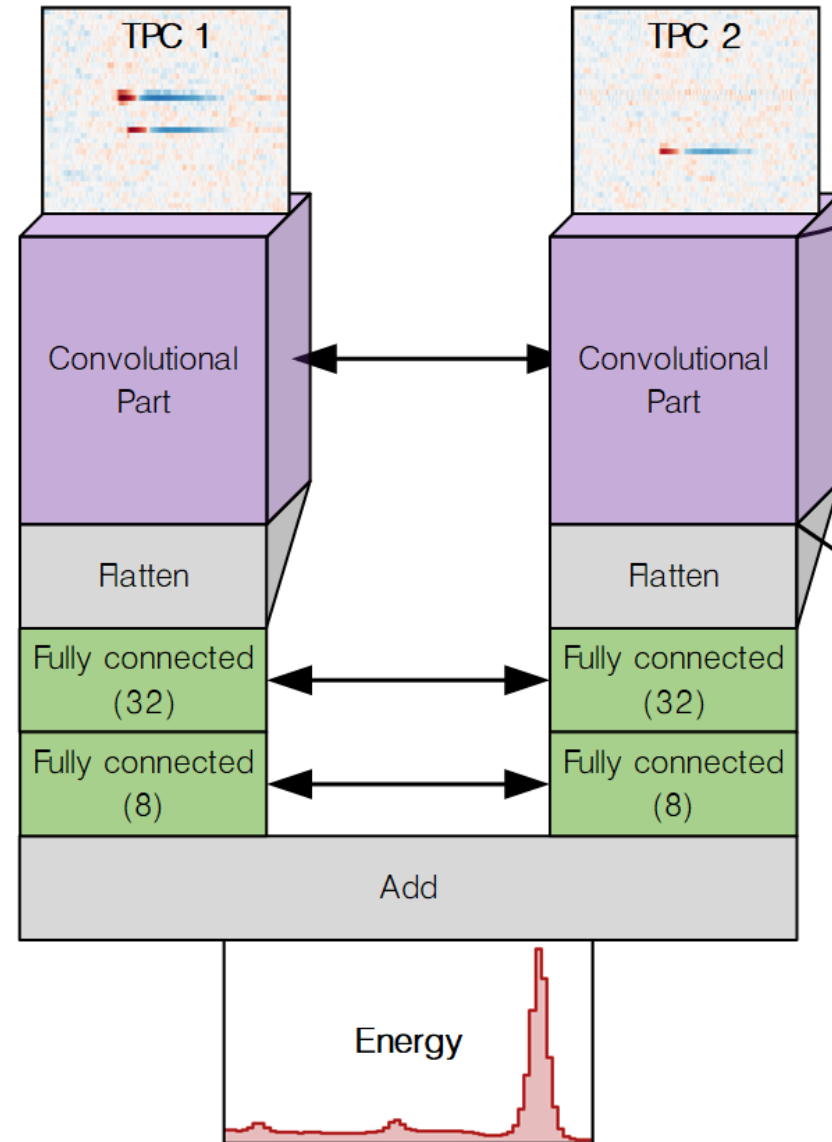 TPC 1
TPC 2
Convolutional
Part
Convolutional
Part
Flatten
Flatten
Fully connected
(32)
Fully connected
(32)
Fully connected
(8)
Fully connected
(8)
Add
Energy